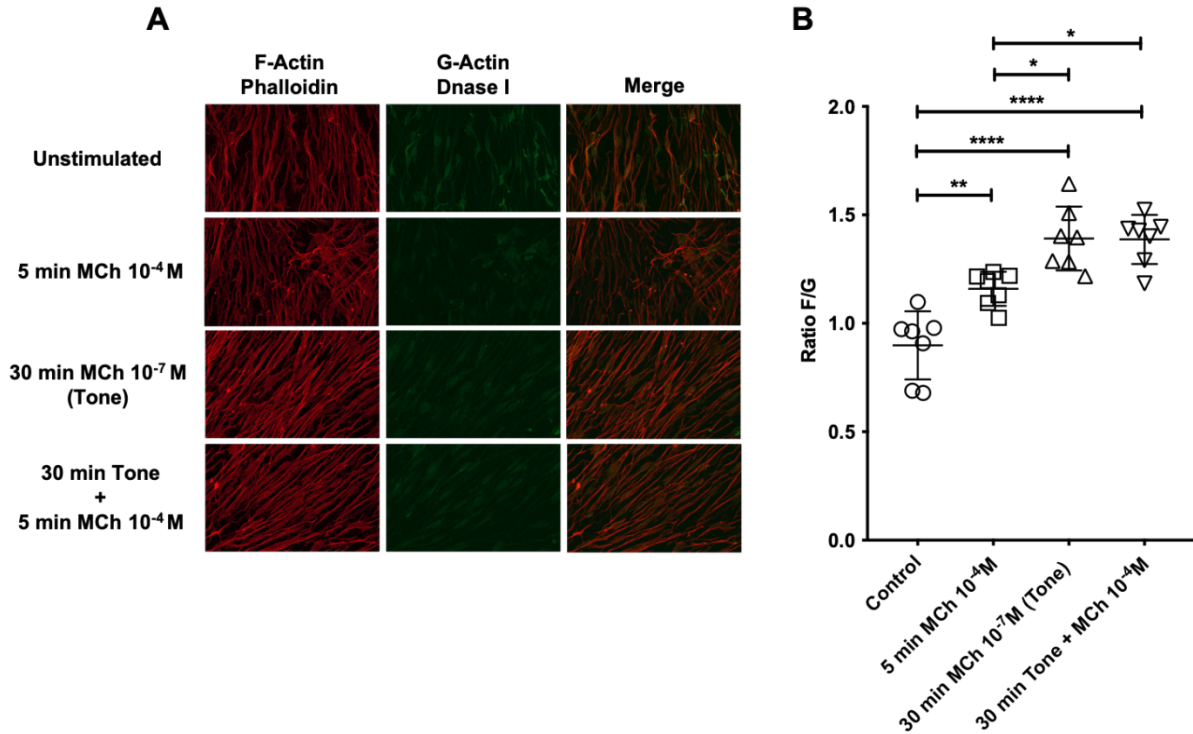 A
F-Actin
Phalloidin
G-Actin
Dnase I
Merge
Unstimulated
5 min MCh 10⁻⁴ M
30 min MCh 10⁻⁷ M
(Tone)
30 min Tone
+
5 min MCh 10⁻⁴ M
B
*
*
****
****
**
2.0
1.5
1.0
0.5
0.0
Ratio F/G
Control
5 min MCh 10⁻⁴M
30 min MCh 10⁻⁷M (Tone)
30 min Tone + MCh 10⁻⁴M